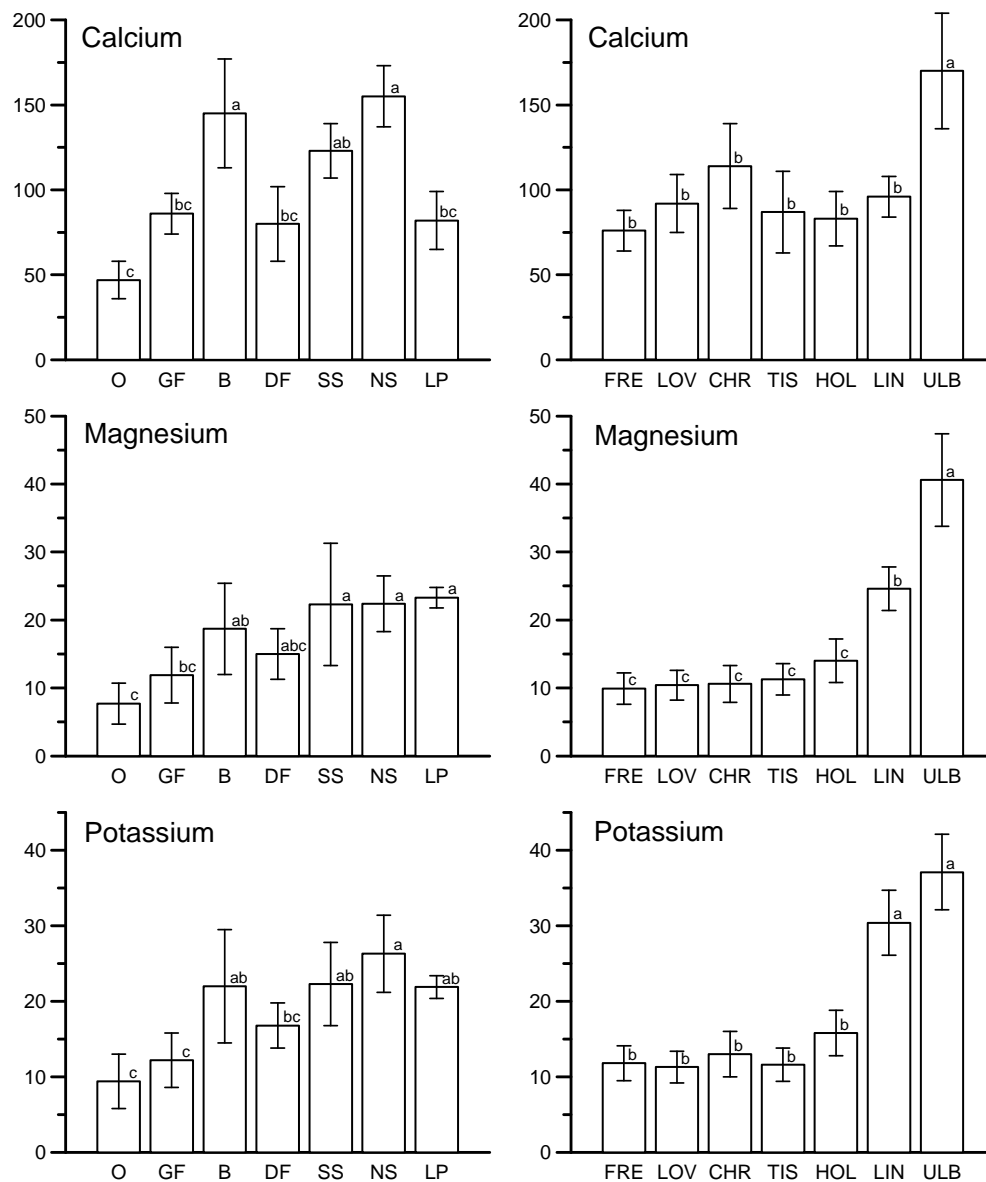 Calcium
200
150
100
50
0
c
bc
a
bc
ab
a
bc
O GF B DF SS NS LP
Calcium
200
150
100
50
0
b
b
b
b
b
b
a
FRE LOV CHR TIS HOL LIN ULB
Magnesium
50
40
30
20
10
0
c
bc
ab
abc
a
a
a
O GF B DF SS NS LP
Magnesium
50
40
30
20
10
0
c
c
c
c
c
b
a
FRE LOV CHR TIS HOL LIN ULB
Potassium
40
30
20
10
0
c
c
ab
bc
ab
a
ab
O GF B DF SS NS LP
Potassium
40
30
20
10
0
b
b
b
b
b
a
a
FRE LOV CHR TIS HOL LIN ULB